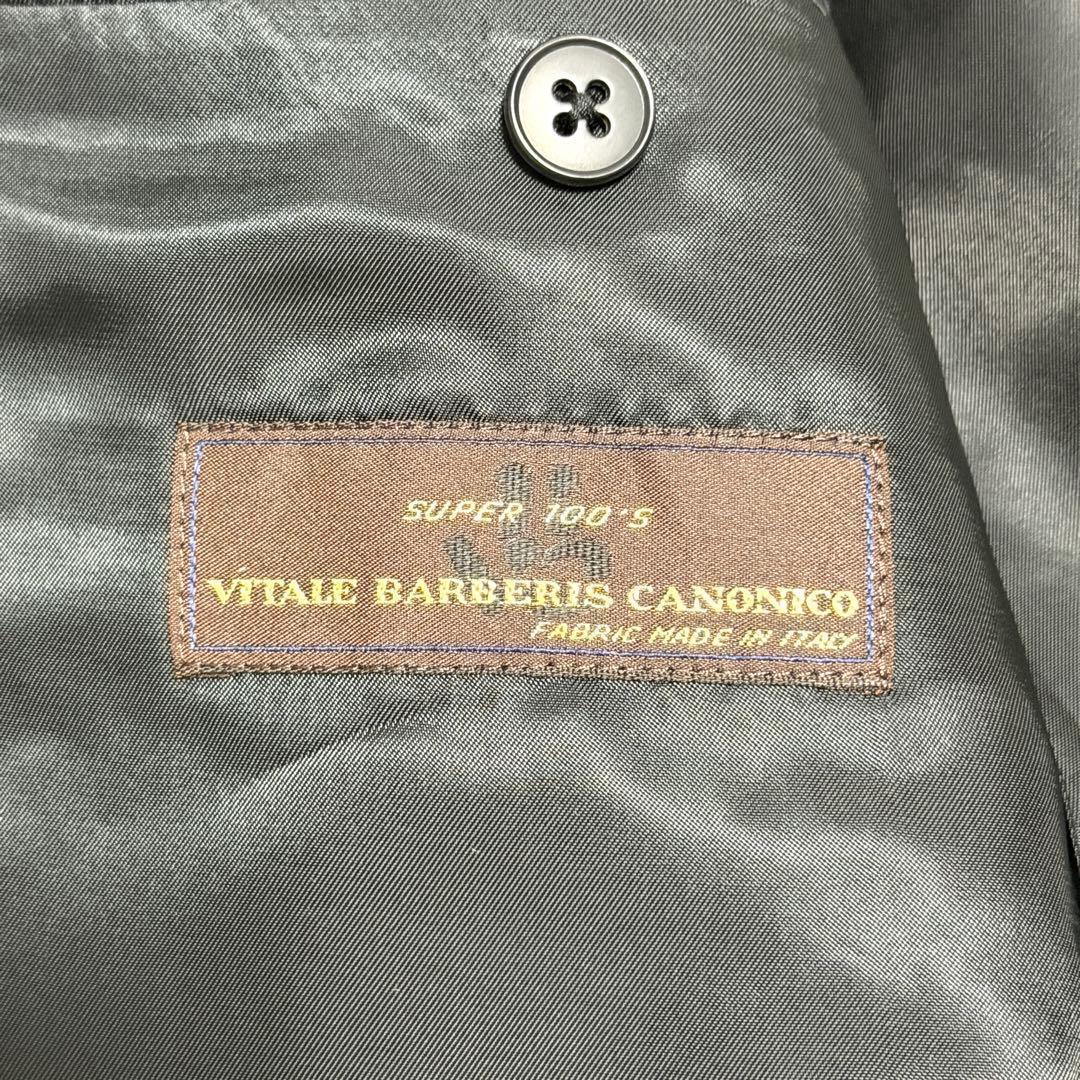 SUPER 100'S
VITALE BARBERIS CANONICO
FABRIC MADE IN ITALY